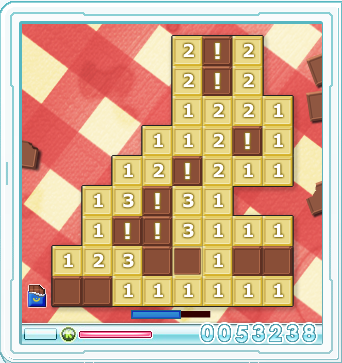 2 ! 2
2 ! 2
1 2 2 1
1 1 2 ! 1
1 2 ! 2 1 1
1 3 ! 3 1
1 ! ! 3 1 1 1
1 2 3 1
1 1 1 1 1 1
0053238